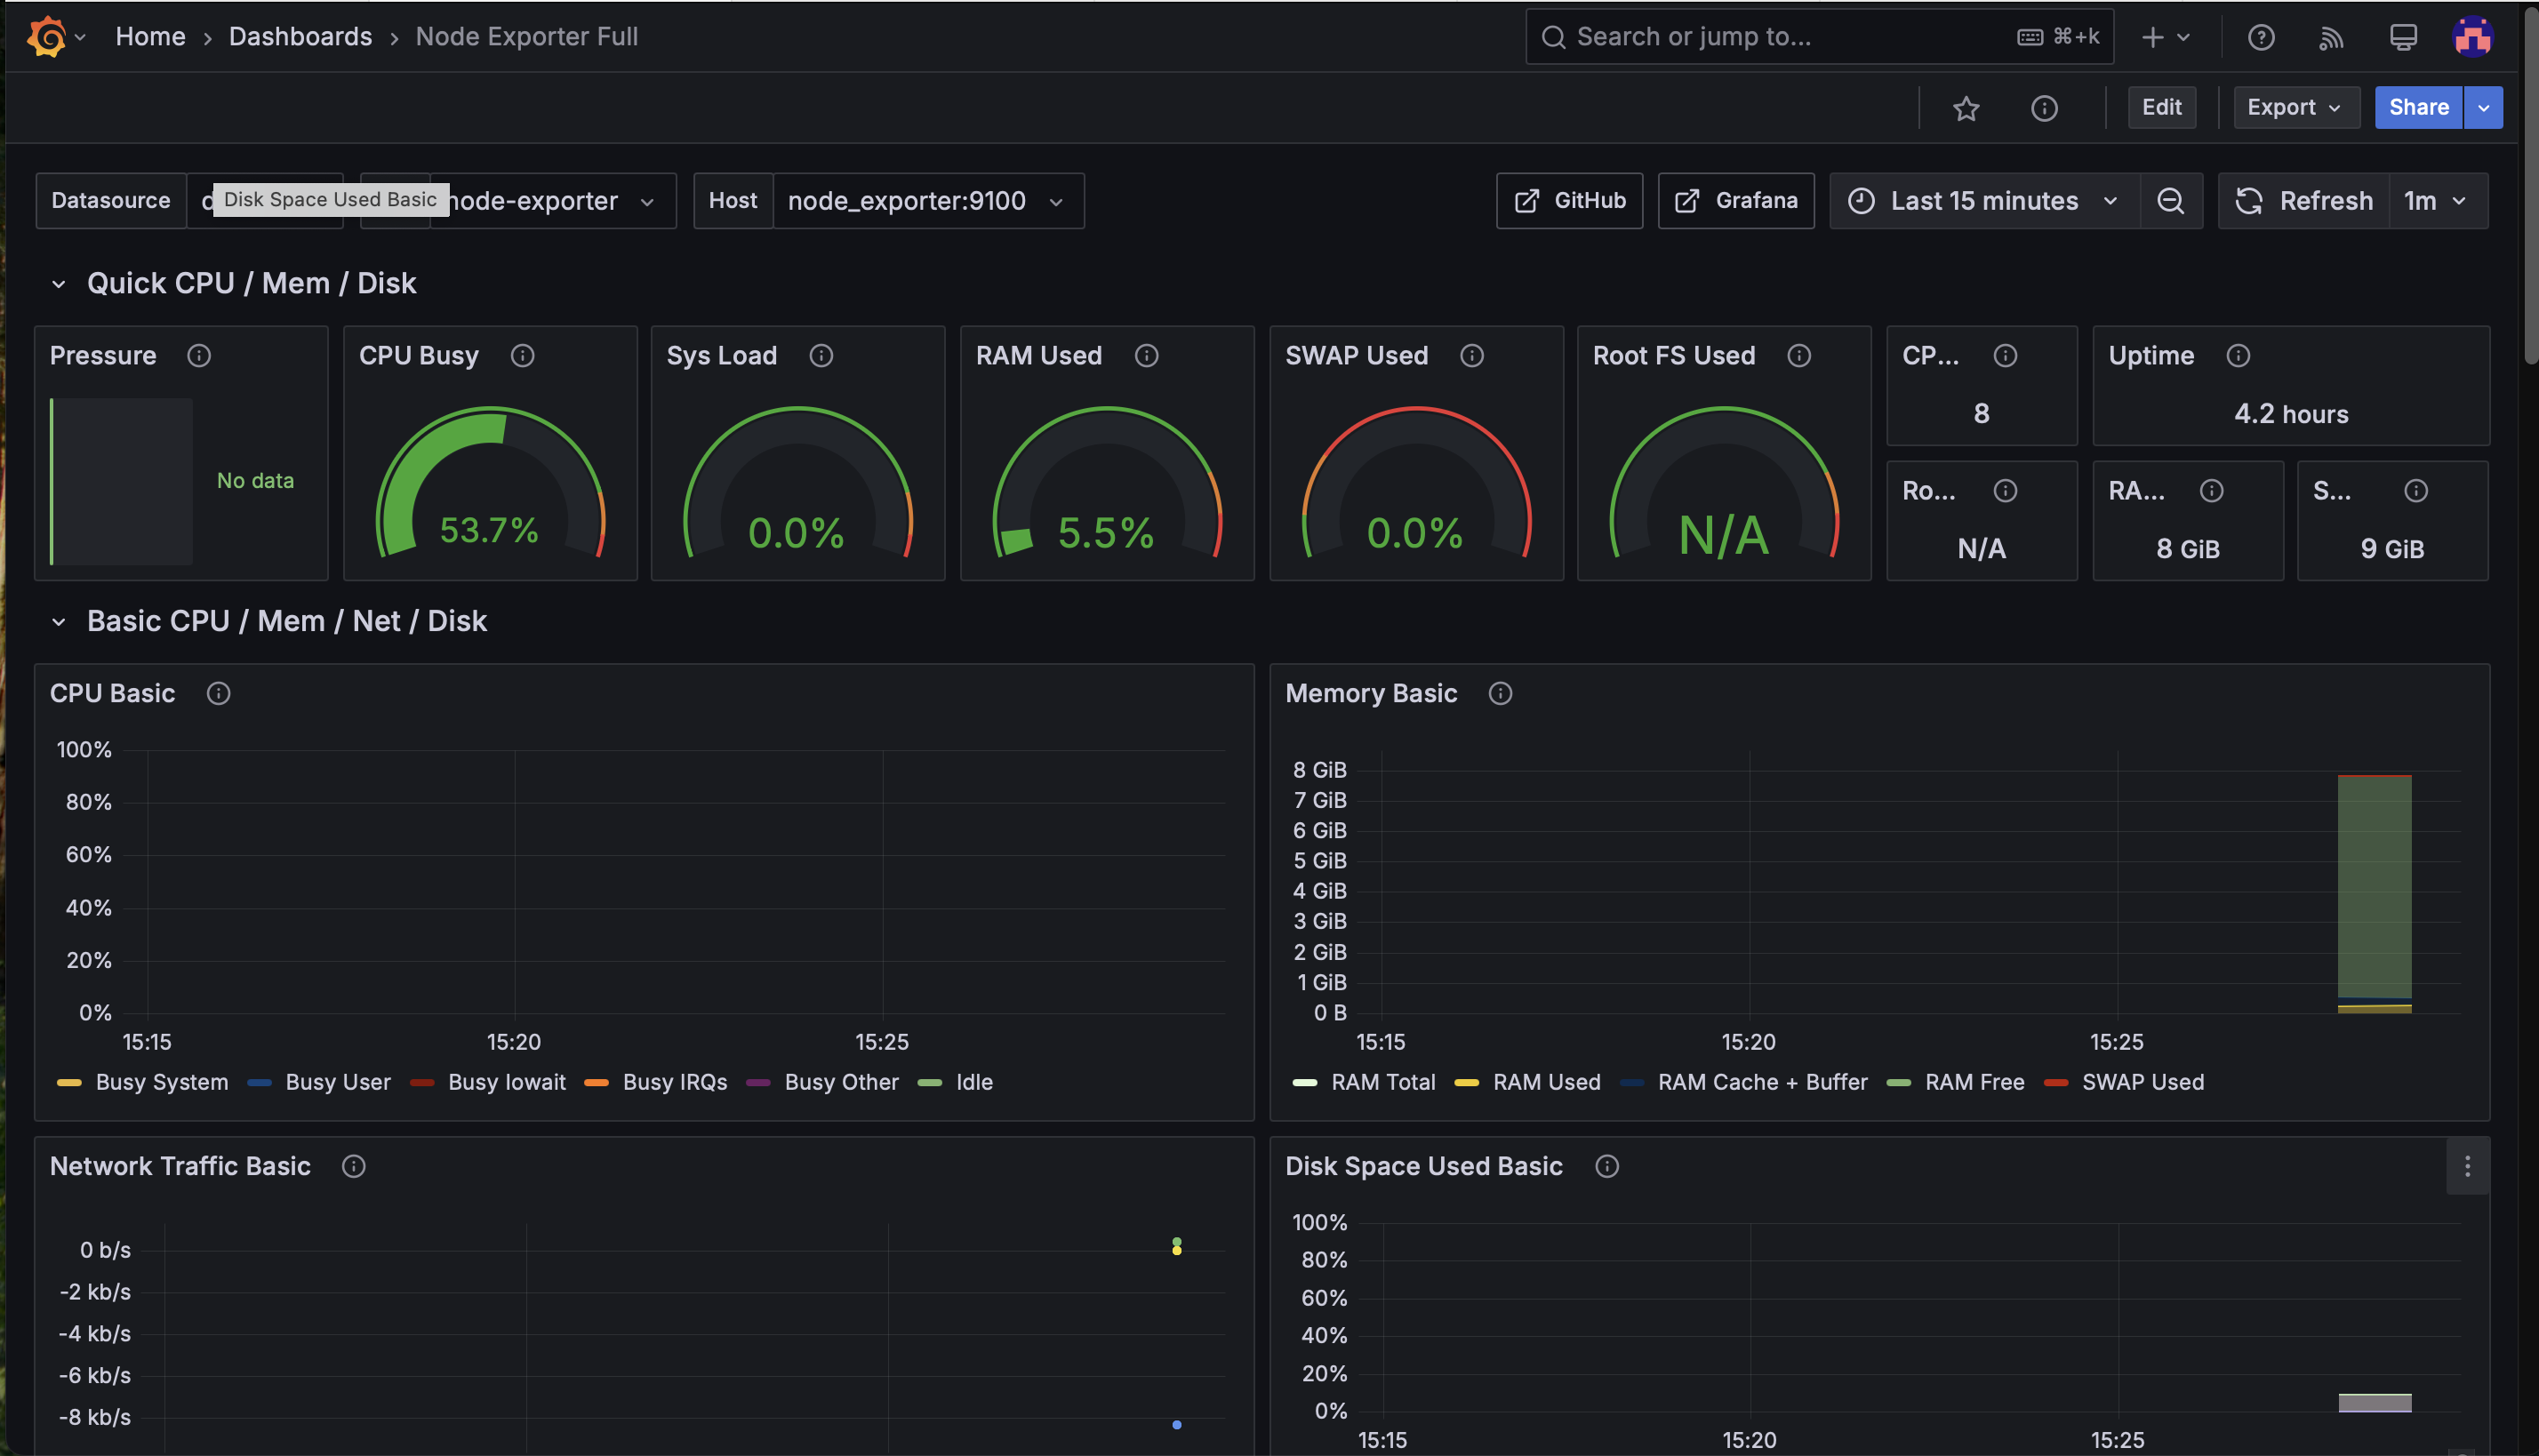 Home › Dashboards › Node Exporter Full
Search or jump to... ⌘+k
Edit Export Share
Datasource Disk Space Used Basic node-exporter Host node_exporter:9100 GitHub Grafana Last 15 minutes Refresh 1m
Quick CPU / Mem / Disk
Pressure
No data
CPU Busy
53.7%
Sys Load
0.0%
RAM Used
5.5%
SWAP Used
0.0%
Root FS Used
N/A
CP...
8
Uptime
4.2 hours
Ro...
N/A
RA...
8 GiB
S...
9 GiB
Basic CPU / Mem / Net / Disk
CPU Basic
100%
80%
60%
40%
20%
0%
15:15 15:20 15:25
Busy System Busy User Busy Iowait Busy IRQs Busy Other Idle
Memory Basic
8 GiB
7 GiB
6 GiB
5 GiB
4 GiB
3 GiB
2 GiB
1 GiB
0 B
15:15 15:20 15:25
RAM Total RAM Used RAM Cache + Buffer RAM Free SWAP Used
Network Traffic Basic
0 b/s
-2 kb/s
-4 kb/s
-6 kb/s
-8 kb/s
Disk Space Used Basic
100%
80%
60%
40%
20%
0%
15:15 15:20 15:25